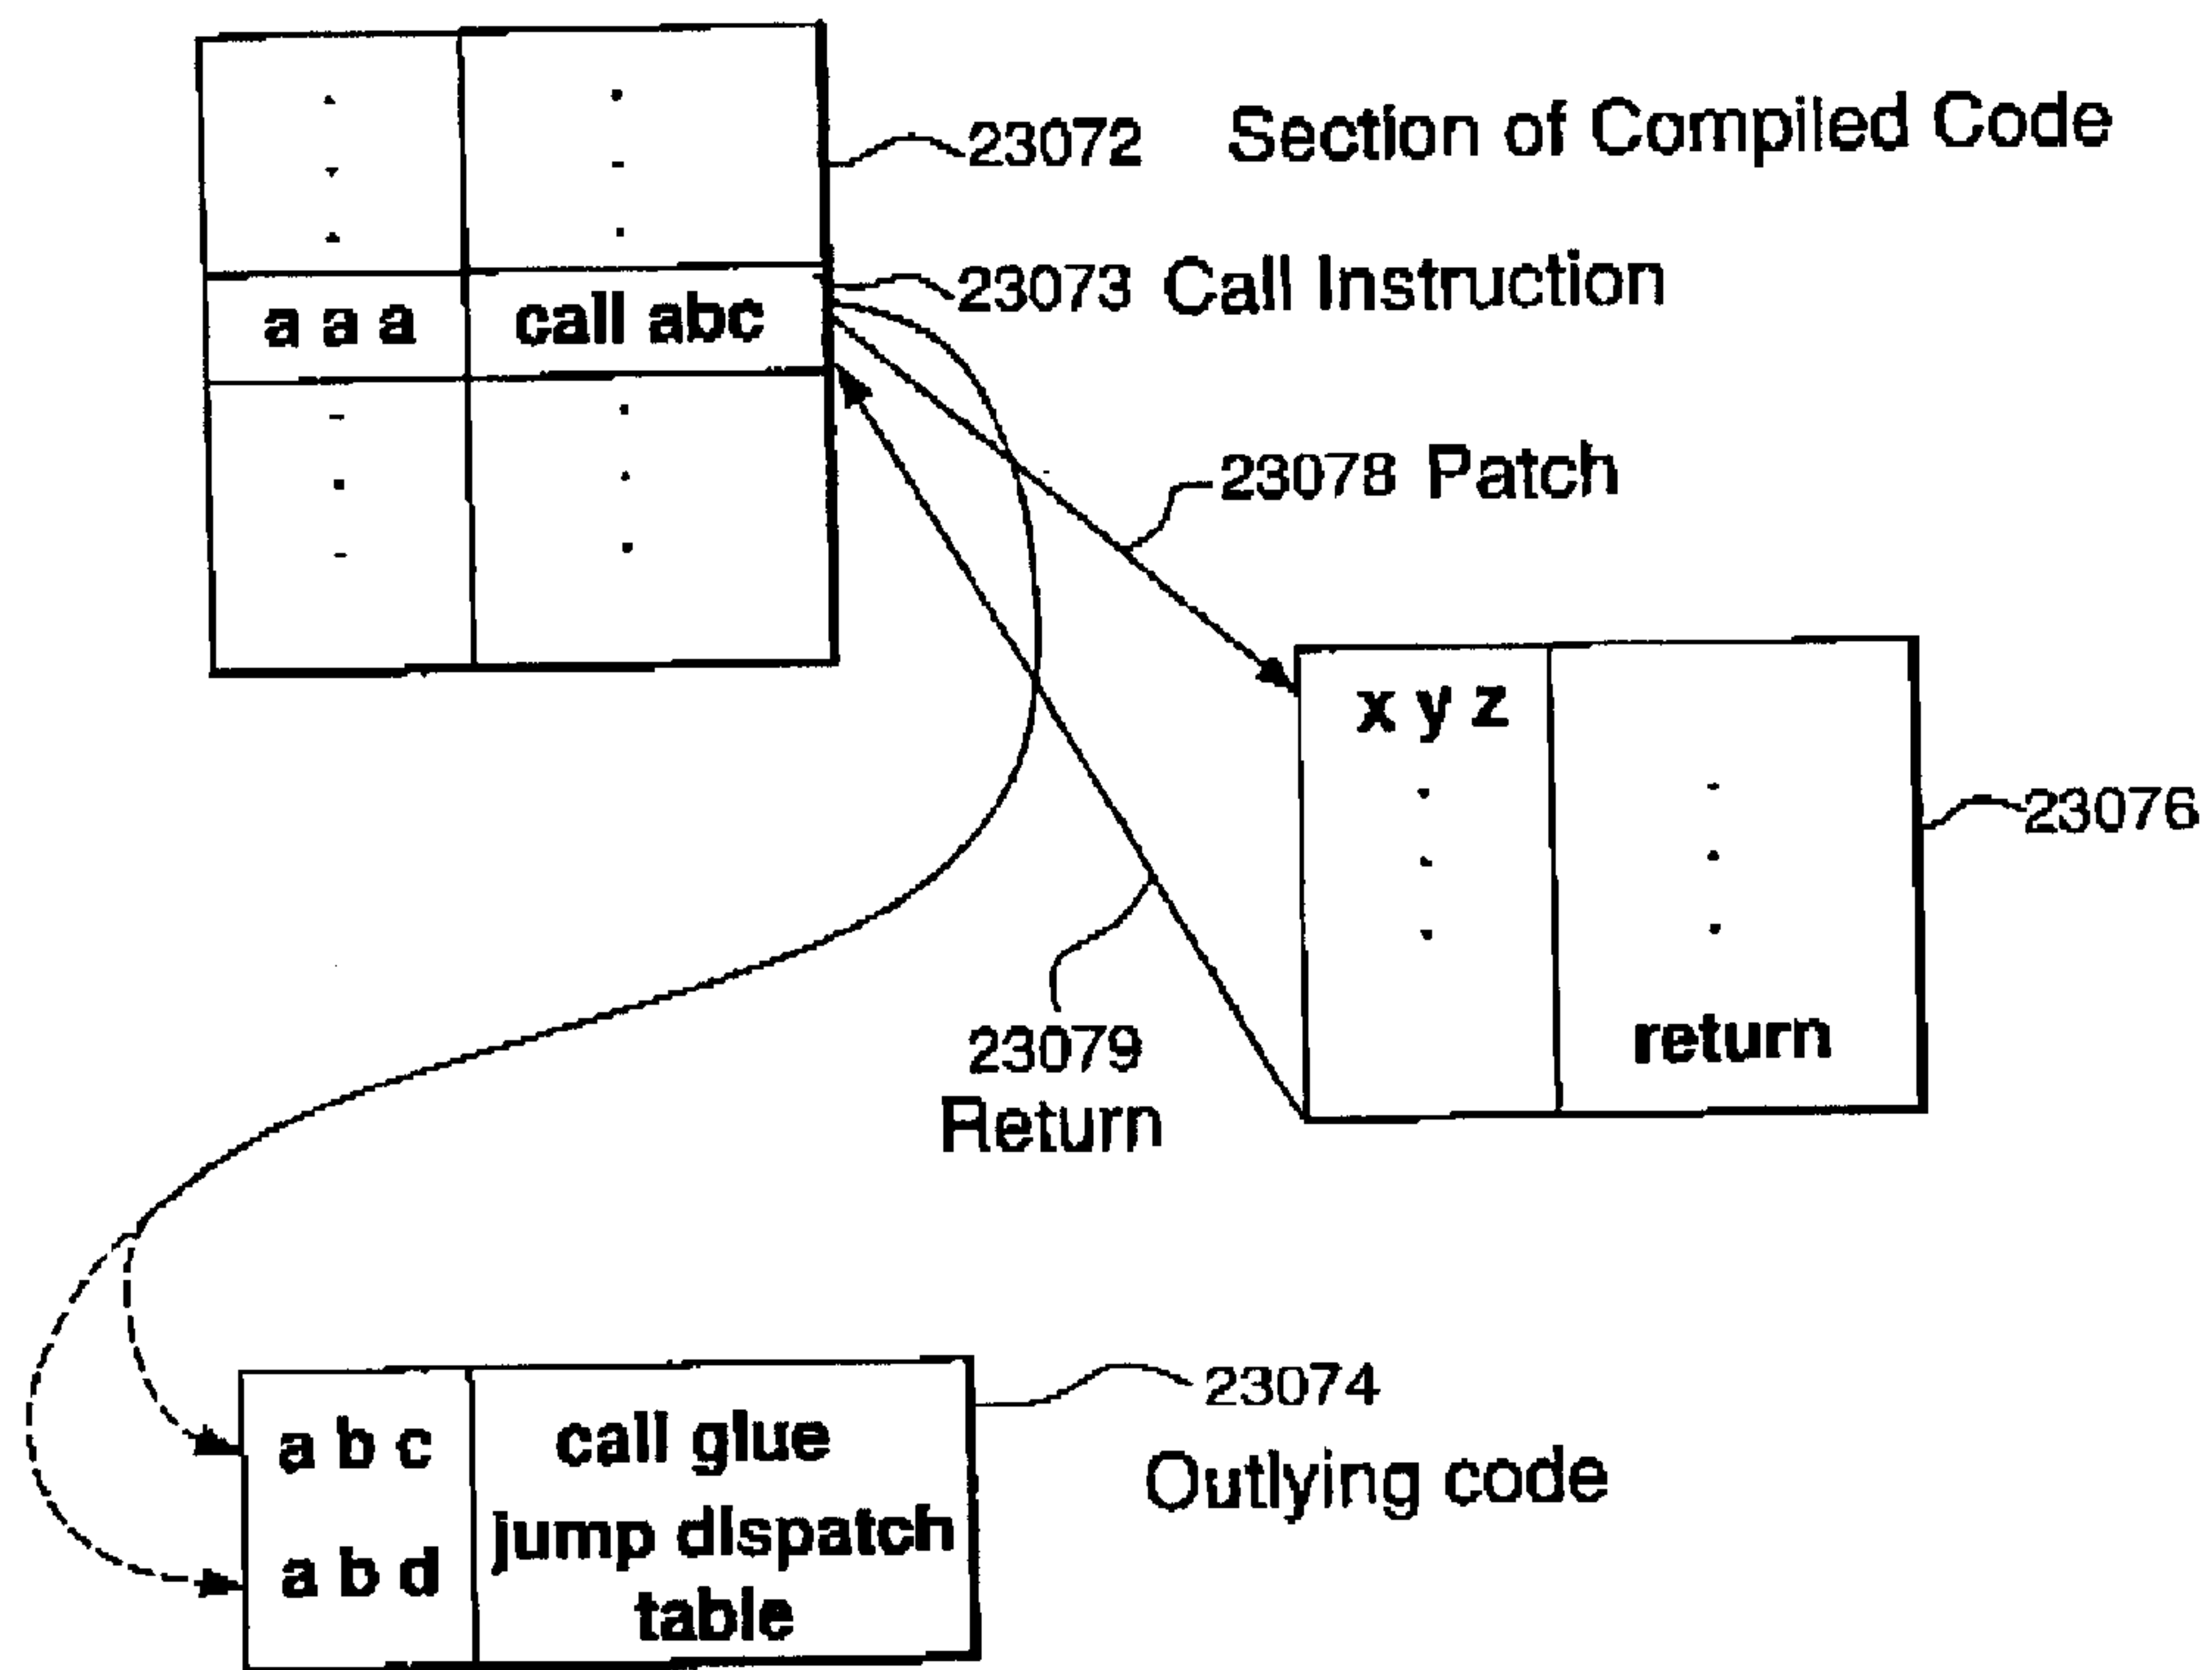 23072 Section of Compiled Code
23073 Call Instruction
a a a call abc
23078 Patch
x y z
23076
return
23079
Return
23074
a b c call glue
Outlying code
a b d jump dispatch
table